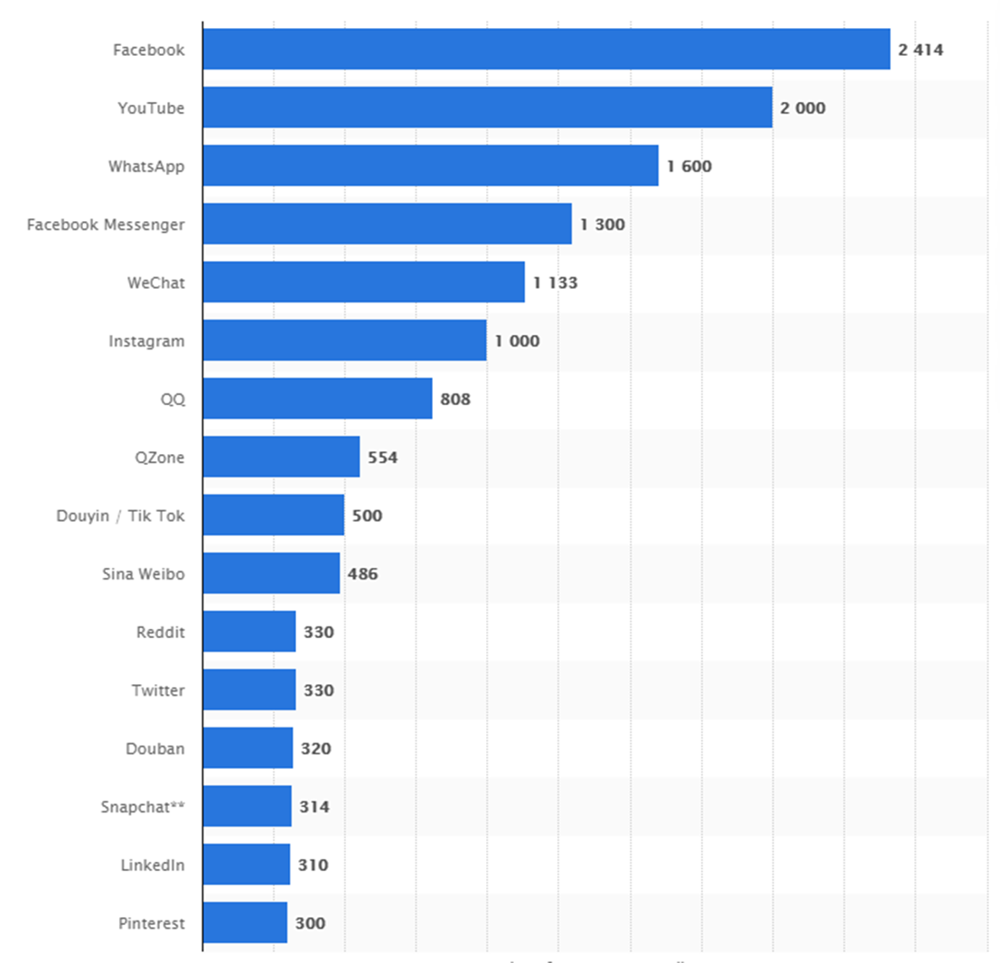 Facebook 2 414
YouTube 2 000
WhatsApp 1 600
Facebook Messenger 1 300
WeChat 1 133
Instagram 1 000
QQ 808
QZone 554
Douyin / Tik Tok 500
Sina Weibo 486
Reddit 330
Twitter 330
Douban 320
Snapchat** 314
LinkedIn 310
Pinterest 300